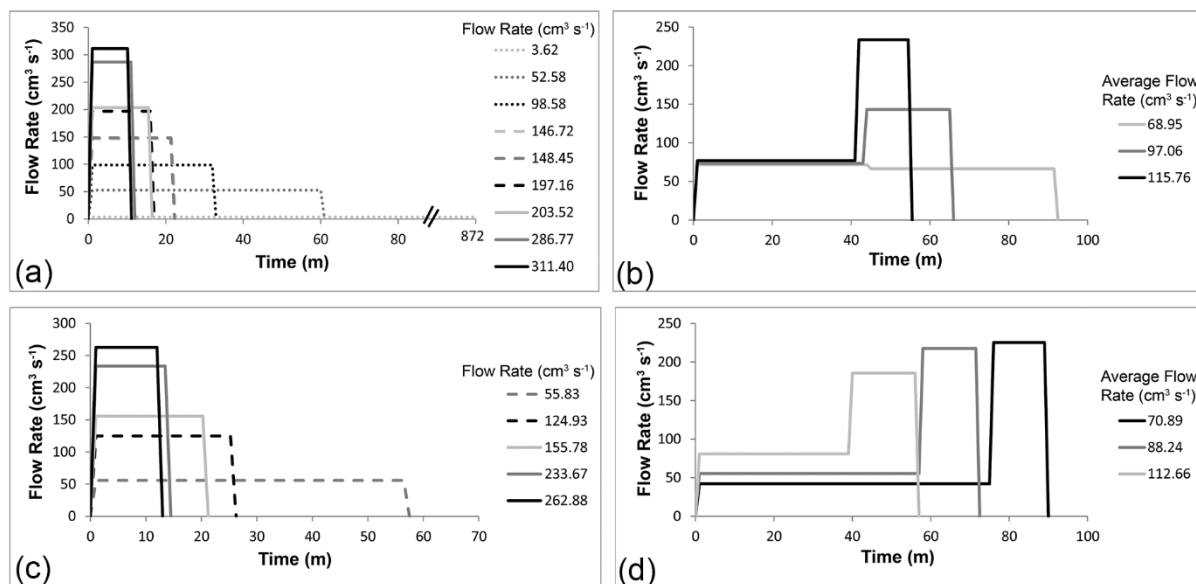 350
300
250
200
150
100
50
0
Flow Rate (cm³ s⁻¹)
0 20 40 60 80 872
Time (m)
(a)
Flow Rate (cm³ s⁻¹)
3.62
52.58
98.58
146.72
148.45
197.16
203.52
286.77
311.40
250
200
150
100
50
0
Flow Rate (cm³ s⁻¹)
0 20 40 60 80 100
Time (m)
(b)
Average Flow
Rate (cm³ s⁻¹)
68.95
97.06
115.76
300
250
200
150
100
50
0
Flow Rate (cm³ s⁻¹)
0 10 20 30 40 50 60 70
Time (m)
(c)
Flow Rate (cm³ s⁻¹)
55.83
124.93
155.78
233.67
262.88
250
200
150
100
50
0
Flow Rate (cm³ s⁻¹)
0 20 40 60 80 100
Time (m)
(d)
Average Flow
Rate (cm³ s⁻¹)
70.89
88.24
112.66